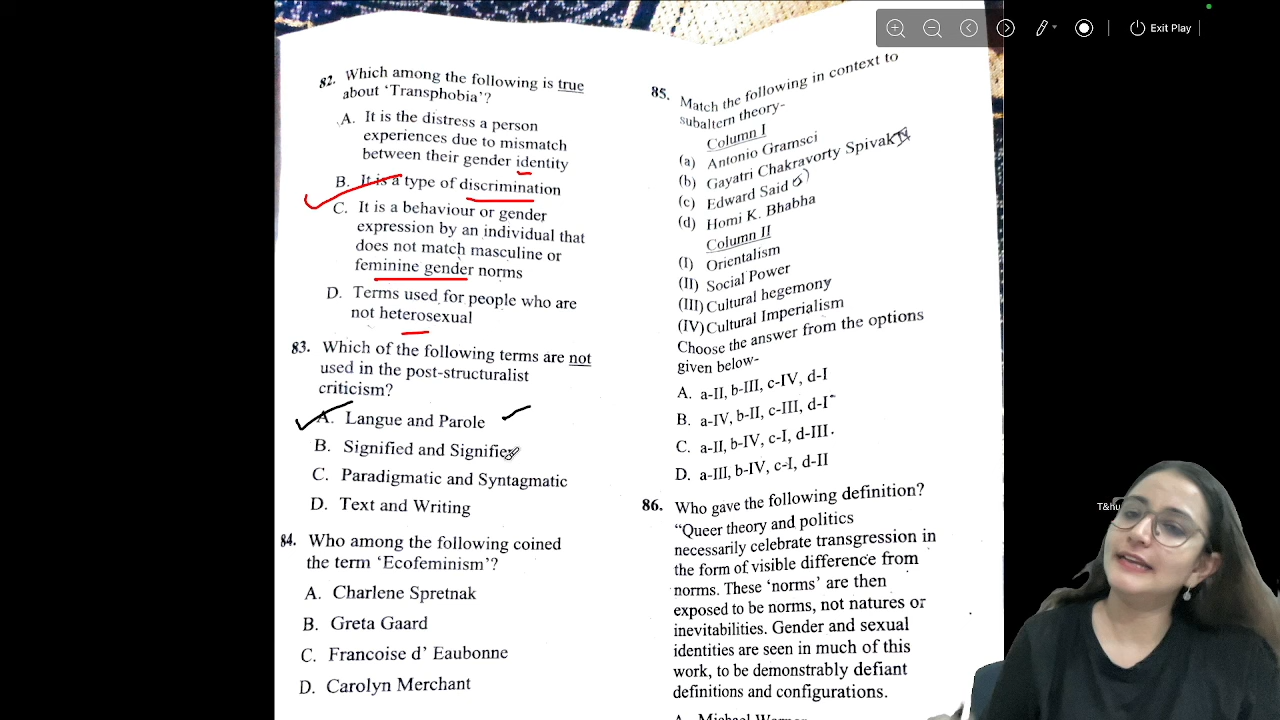 Exit Play
82. Which among the following is true
about ‘Transphobia’?
A. It is the distress a person
experiences due to mismatch
between their gender identity
B. It is a type of discrimination
C. It is a behaviour or gender
expression by an individual that
does not match masculine or
feminine gender norms
D. Terms used for people who are
not heterosexual
83. Which of the following terms are not
used in the post-structuralist
criticism?
A. Langue and Parole
B. Signified and Signifier
C. Paradigmatic and Syntagmatic
D. Text and Writing
84. Who among the following coined
the term ‘Ecofeminism’?
A. Charlene Spretnak
B. Greta Gaard
C. Francoise d’ Eaubonne
D. Carolyn Merchant
85. Match the following in context to
subaltern theory-
Column I
(a) Antonio Gramsci
(b) Gayatri Chakravorty Spivak
(c) Edward Said
(d) Homi K. Bhabha
Column II
(I) Orientalism
(II) Social Power
(III) Cultural hegemony
(IV) Cultural Imperialism
Choose the answer from the options
given below-
A. a-II, b-III, c-IV, d-I
B. a-IV, b-II, c-III, d-I
C. a-II, b-IV, c-I, d-III.
D. a-III, b-IV, c-I, d-II
86. Who gave the following definition?
“Queer theory and politics
necessarily celebrate transgression in
the form of visible difference from
norms. These ‘norms’ are then
exposed to be norms, not natures or
inevitabilities. Gender and sexual
identities are seen in much of this
work, to be demonstrably defiant
definitions and configurations.
A. Michael Warner